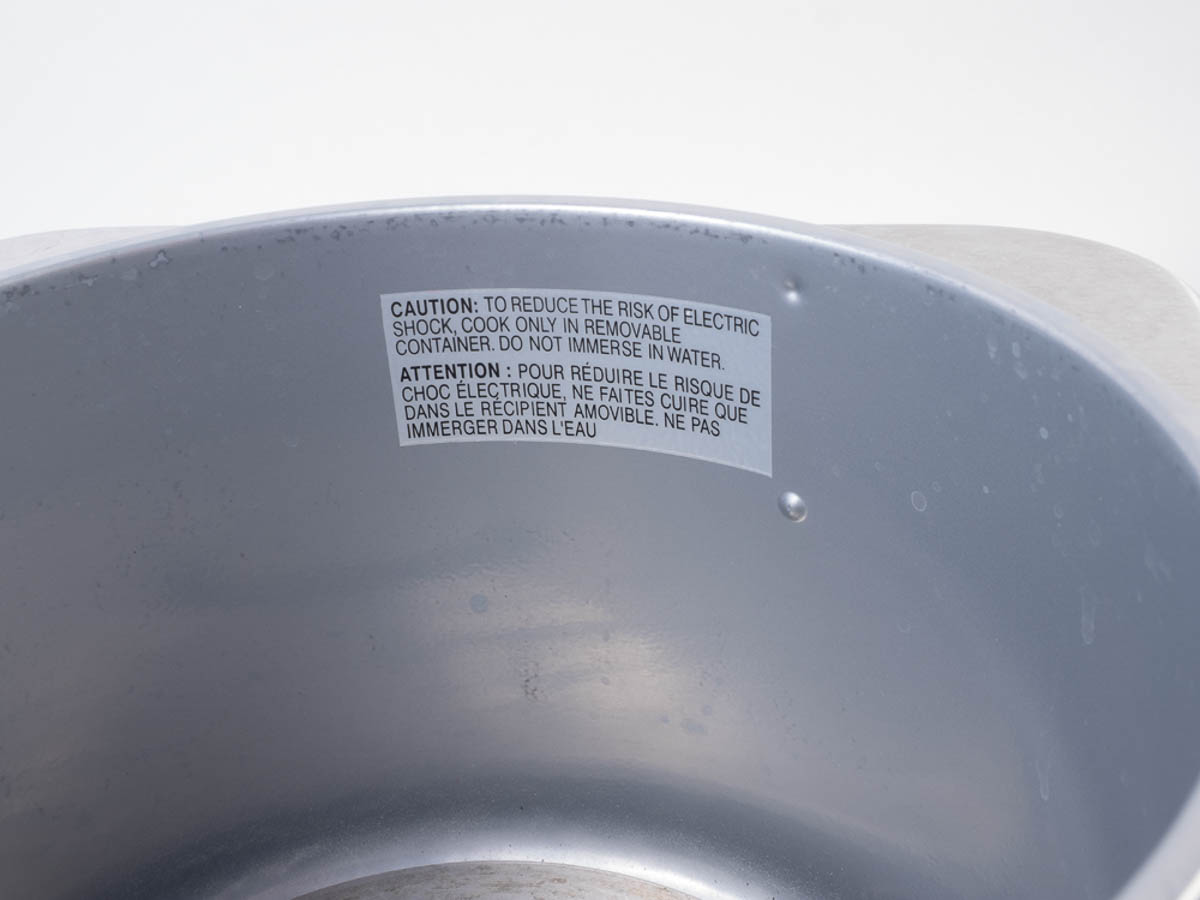 CAUTION: TO REDUCE THE RISK OF ELECTRIC
SHOCK, COOK ONLY IN REMOVABLE
CONTAINER. DO NOT IMMERSE IN WATER.
ATTENTION : POUR RÉDUIRE LE RISQUE DE
CHOC ÉLECTRIQUE, NE FAITES CUIRE QUE
DANS LE RÉCIPIENT AMOVIBLE. NE PAS
IMMERGER DANS L'EAU